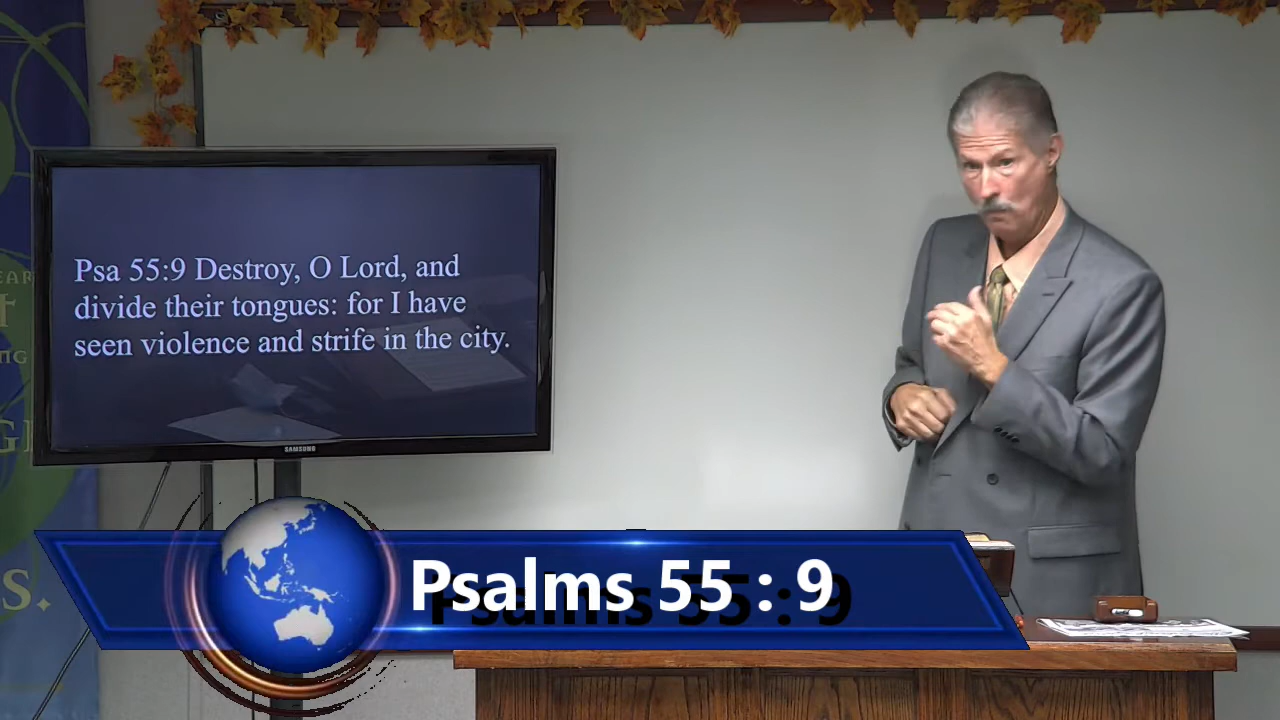 Psa 55:9 Destroy, O Lord, and
divide their tongues: for I have
seen violence and strife in the city.
SAMSUNG
Psalms 55 : 9